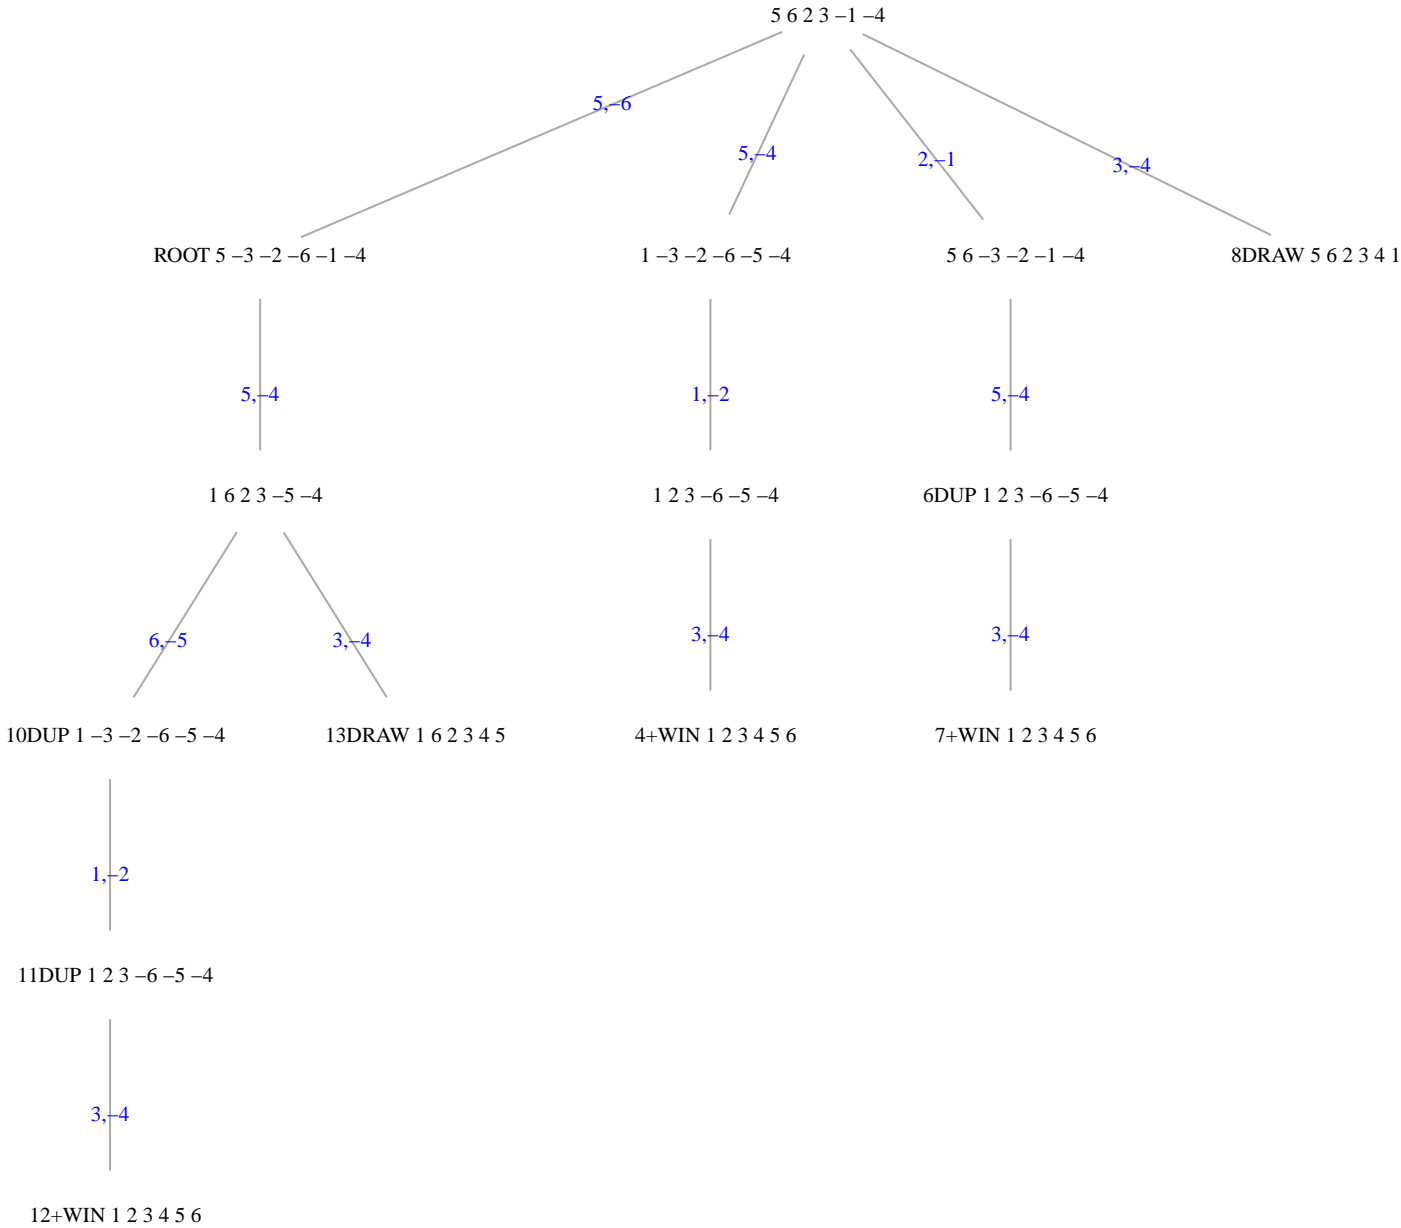 5 6 2 3 –1 –4
5,–6
5,–4
2,–1
3,–4
ROOT 5 –3 –2 –6 –1 –4
1 –3 –2 –6 –5 –4
5 6 –3 –2 –1 –4
8DRAW 5 6 2 3 4 1
5,–4
1,–2
5,–4
1 6 2 3 –5 –4
1 2 3 –6 –5 –4
6DUP 1 2 3 –6 –5 –4
6,–5
3,–4
3,–4
3,–4
10DUP 1 –3 –2 –6 –5 –4
13DRAW 1 6 2 3 4 5
4+WIN 1 2 3 4 5 6
7+WIN 1 2 3 4 5 6
1,–2
11DUP 1 2 3 –6 –5 –4
3,–4
12+WIN 1 2 3 4 5 6